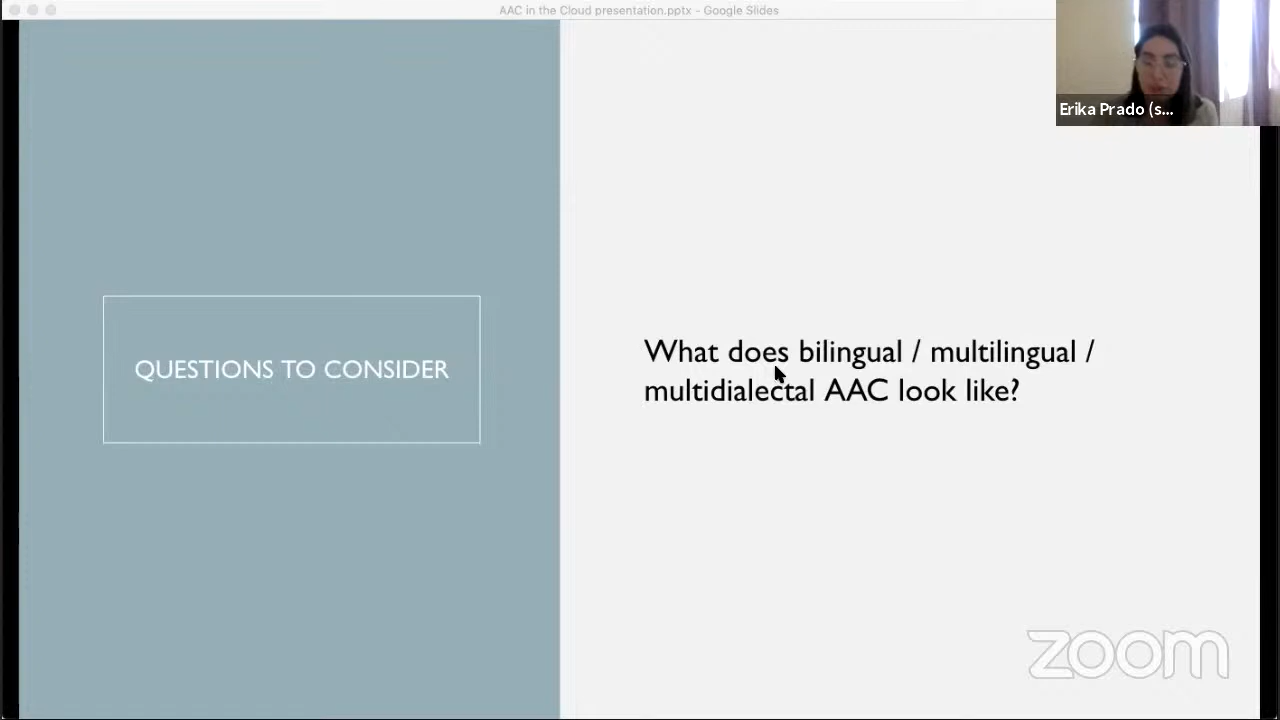 AAC in the Cloud presentation.pptx - Google Slides
Erika Prado (s...
QUESTIONS TO CONSIDER
What does bilingual / multilingual /
multidialectal AAC look like?
zoom